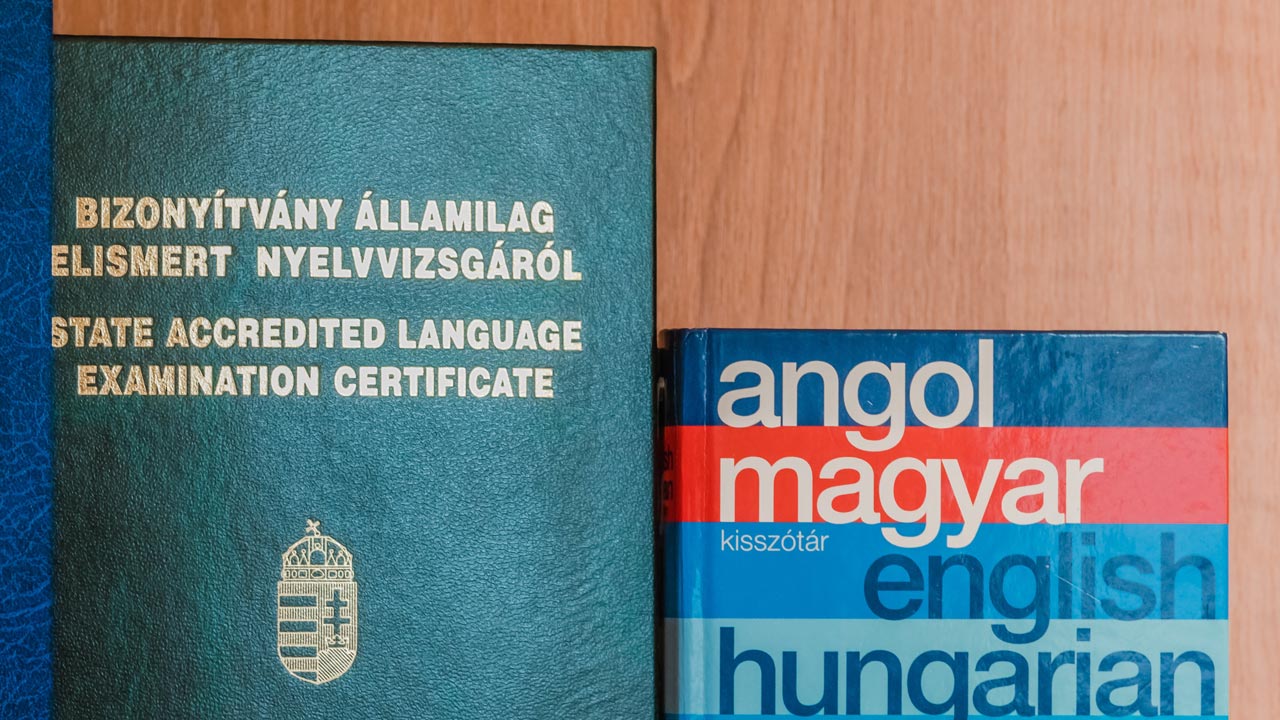 BIZONYÍTVÁNY ÁLLAMILAG
ELISMERT NYELVVIZSGÁRÓL
STATE ACCREDITED LANGUAGE
EXAMINATION CERTIFICATE
angol
magyar
kisszótár
english
hungarian